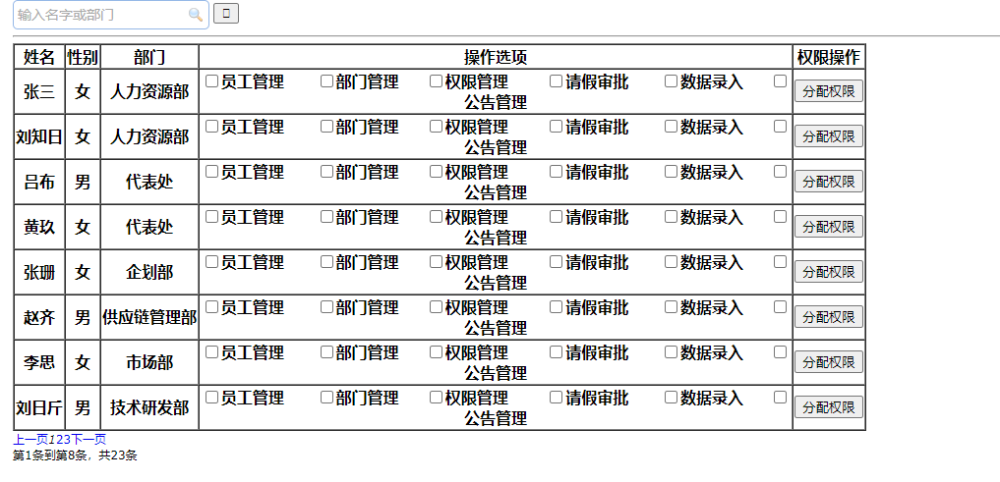 输入名字或部门
姓名 性别 部门 操作选项 权限操作
张三 女 人力资源部 员工管理 部门管理 权限管理 请假审批 数据录入 分配权限
公告管理
刘知日 女 人力资源部 员工管理 部门管理 权限管理 请假审批 数据录入 分配权限
公告管理
吕布 男 代表处 员工管理 部门管理 权限管理 请假审批 数据录入 分配权限
公告管理
黄玖 女 代表处 员工管理 部门管理 权限管理 请假审批 数据录入 分配权限
公告管理
张珊 女 企划部 员工管理 部门管理 权限管理 请假审批 数据录入 分配权限
公告管理
赵齐 男 供应链管理部 员工管理 部门管理 权限管理 请假审批 数据录入 分配权限
公告管理
李思 女 市场部 员工管理 部门管理 权限管理 请假审批 数据录入 分配权限
公告管理
刘日斤 男 技术研发部 员工管理 部门管理 权限管理 请假审批 数据录入 分配权限
公告管理
上一页123下一页
第1条到第8条，共23条